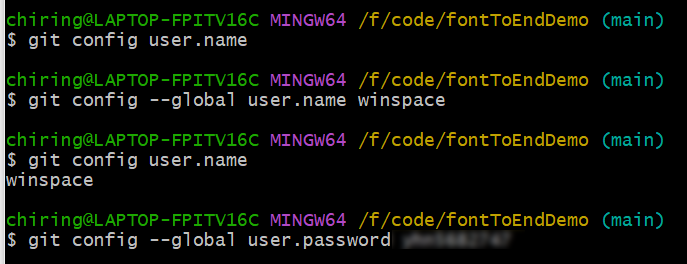 chiring@LAPTOP-FPITV16C MINGW64 /f/code/fontToEndDemo (main)
$ git config user.name
chiring@LAPTOP-FPITV16C MINGW64 /f/code/fontToEndDemo (main)
$ git config --global user.name winspace
chiring@LAPTOP-FPITV16C MINGW64 /f/code/fontToEndDemo (main)
$ git config user.name
winspace
chiring@LAPTOP-FPITV16C MINGW64 /f/code/fontToEndDemo (main)
$ git config --global user.password